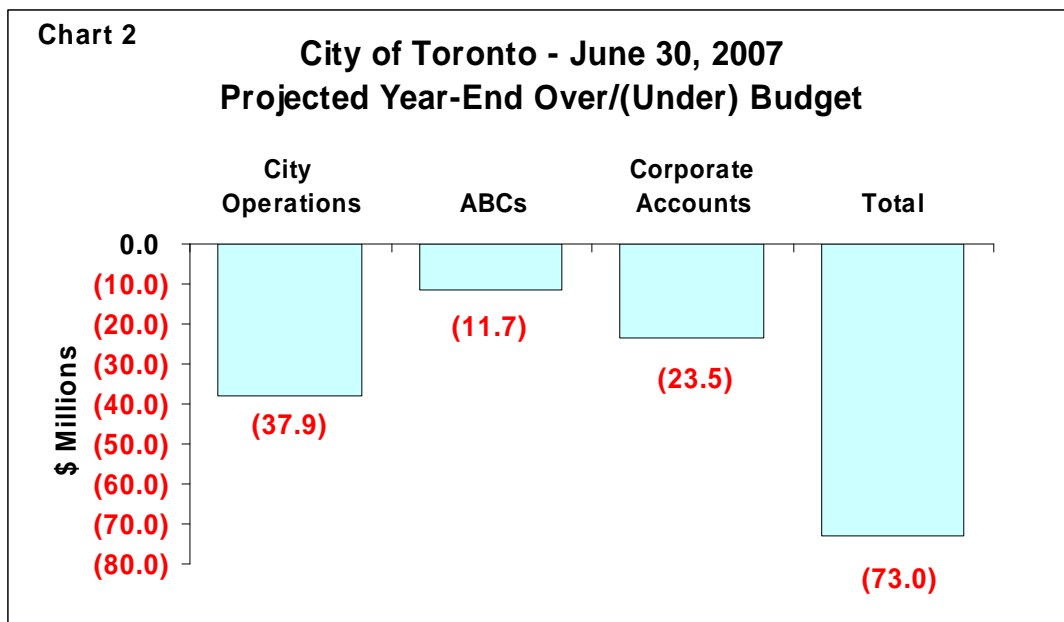 Chart 2
City of Toronto - June 30, 2007
Projected Year-End Over/(Under) Budget
City
Operations
ABCs
Corporate
Accounts
Total
$ Millions
0.0
(10.0)
(20.0)
(30.0)
(40.0)
(50.0)
(60.0)
(70.0)
(80.0)
(37.9)
(11.7)
(23.5)
(73.0)